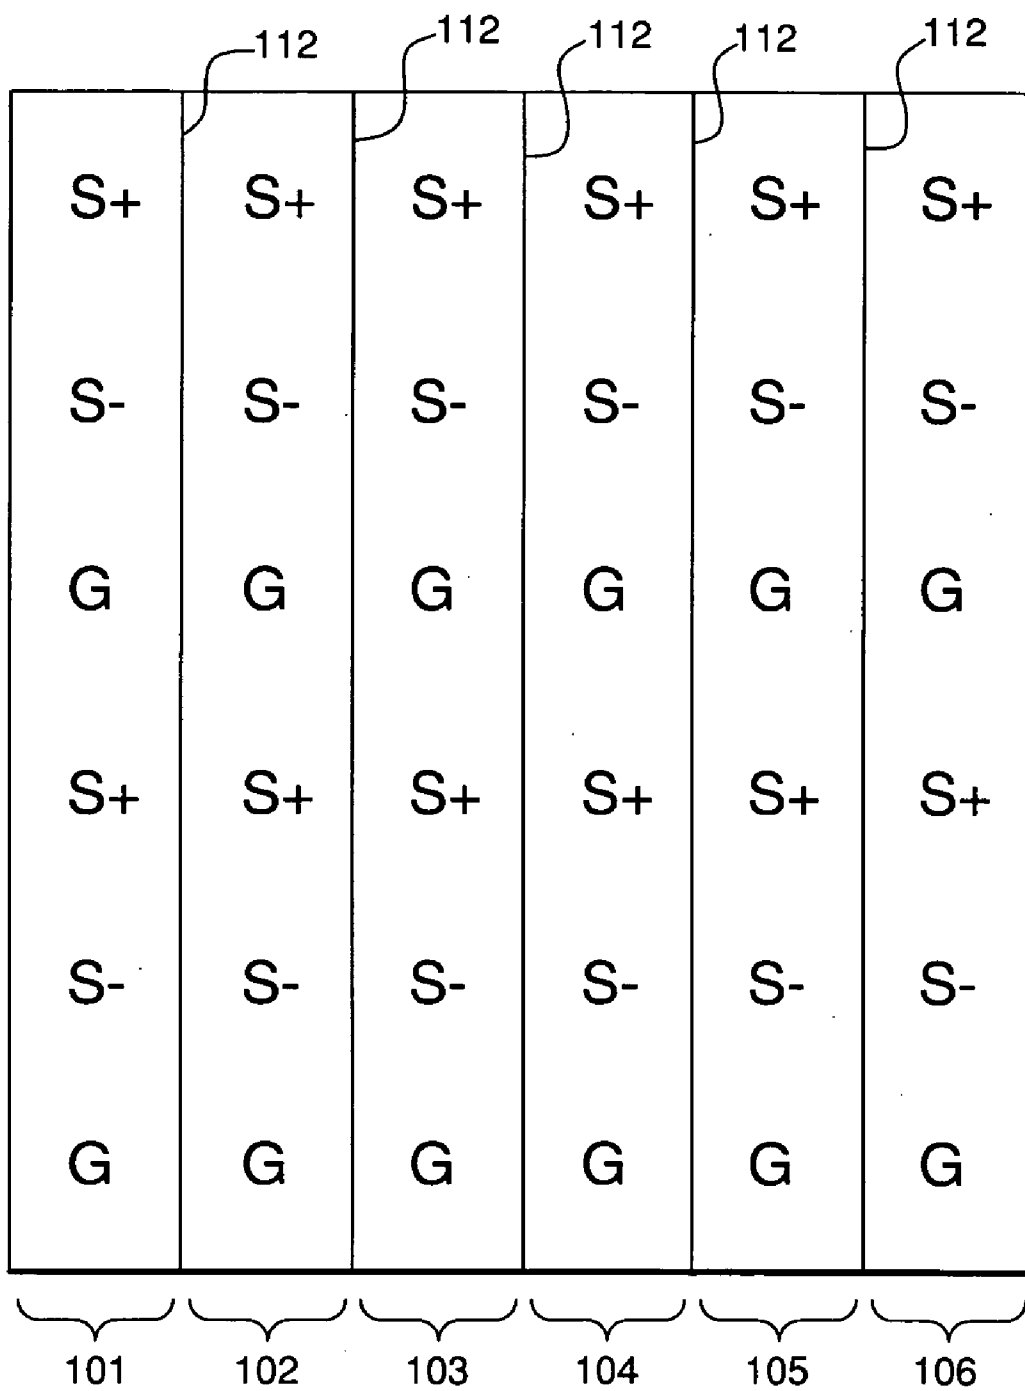 112 112 112 112 112
S+ S+ S+ S+ S+ S+
S- S- S- S- S- S-
G G G G G G
S+ S+ S+ S+ S+ S+
S- S- S- S- S- S-
G G G G G G
101 102 103 104 105 106